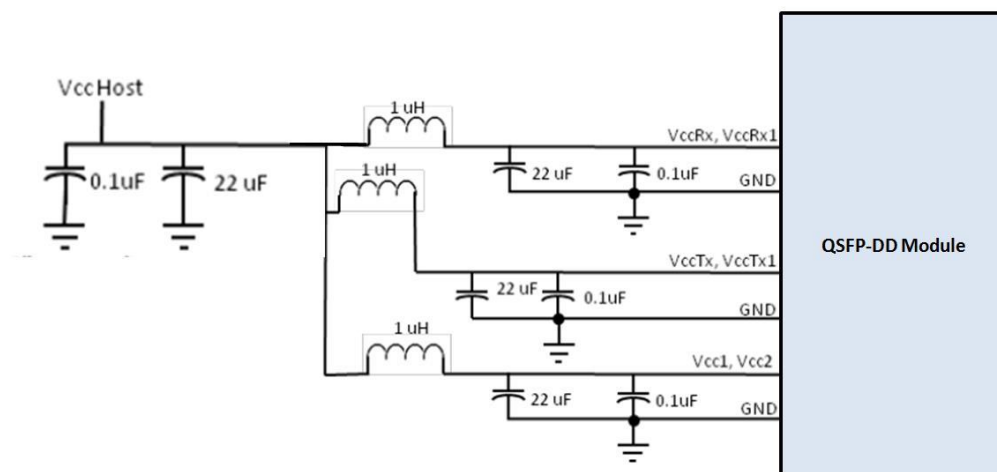 VccHost
0.1uF
22 uF
1 uH
VccRx, VccRx1
22 uF
0.1uF
GND
1 uH
VccTx, VccTx1
22 uF
0.1uF
GND
1 uH
Vcc1, Vcc2
22 uF
0.1uF
GND
QSFP-DD Module